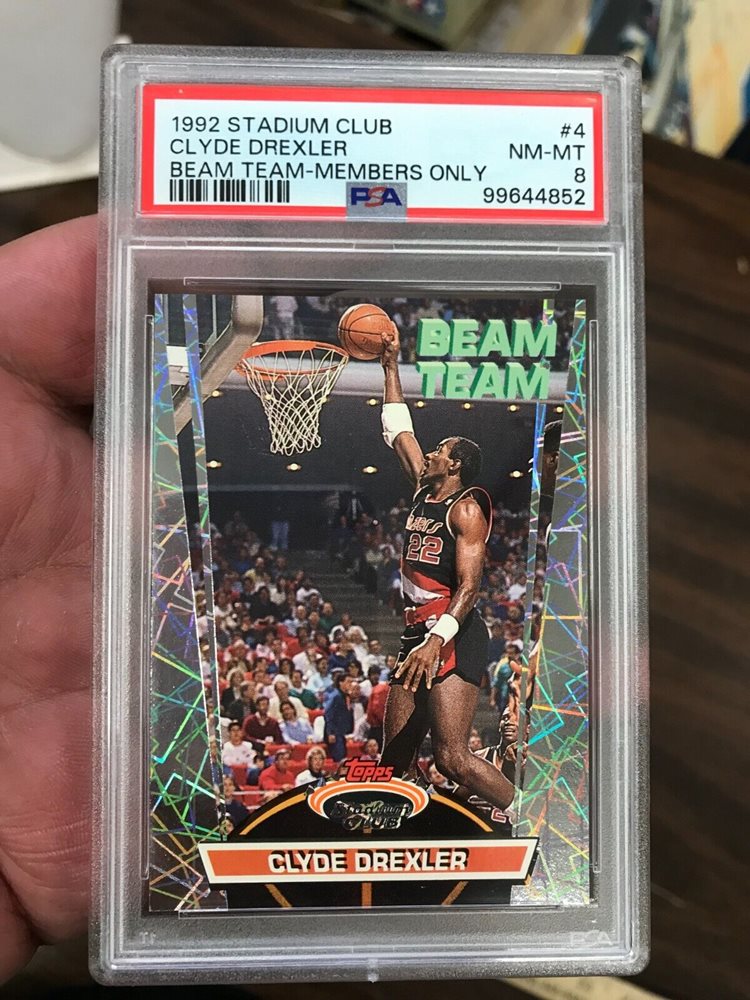 1992 STADIUM CLUB #4
CLYDE DREXLER NM-MT
BEAM TEAM-MEMBERS ONLY 8
PSA 99644852
BEAM
TEAM
22
Topps
Stadium
CLUB
CLYDE DREXLER
PSA